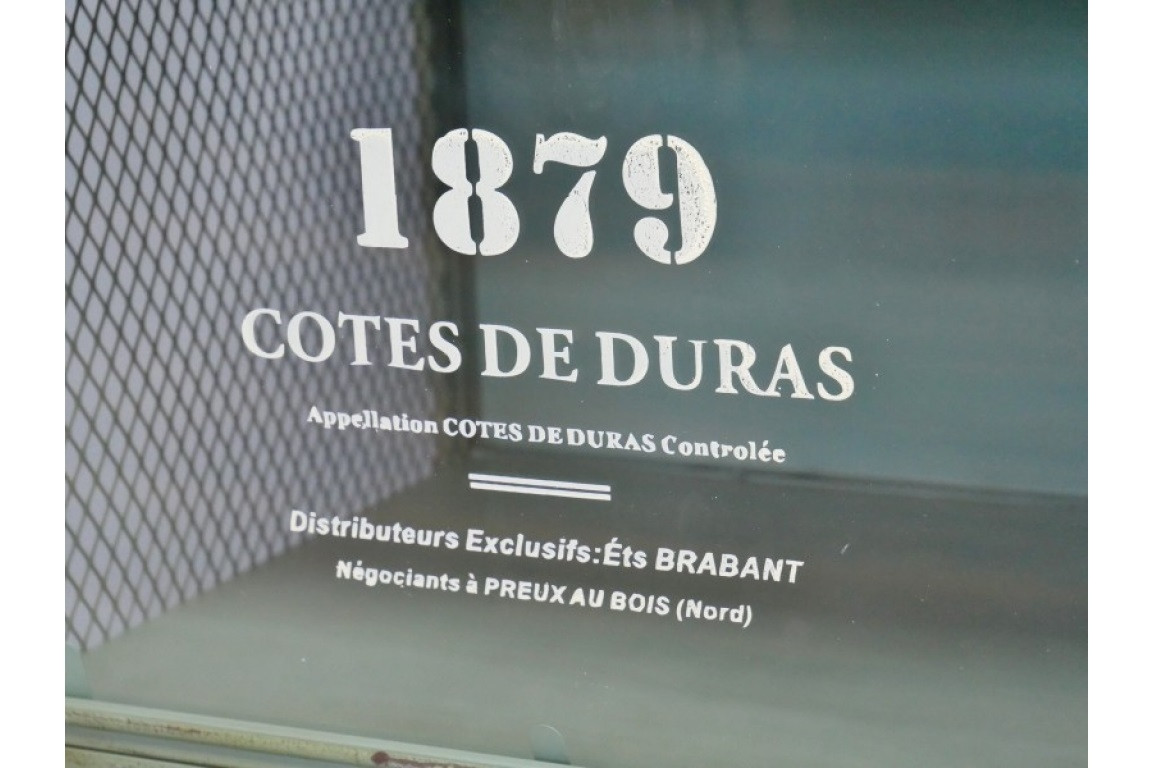 1879
COTES DE DURAS
Appellation COTES DE DURAS Controlée
Distributeurs Exclusifs:Éts BRABANT
Négociants à PREUX AU BOIS (Nord)